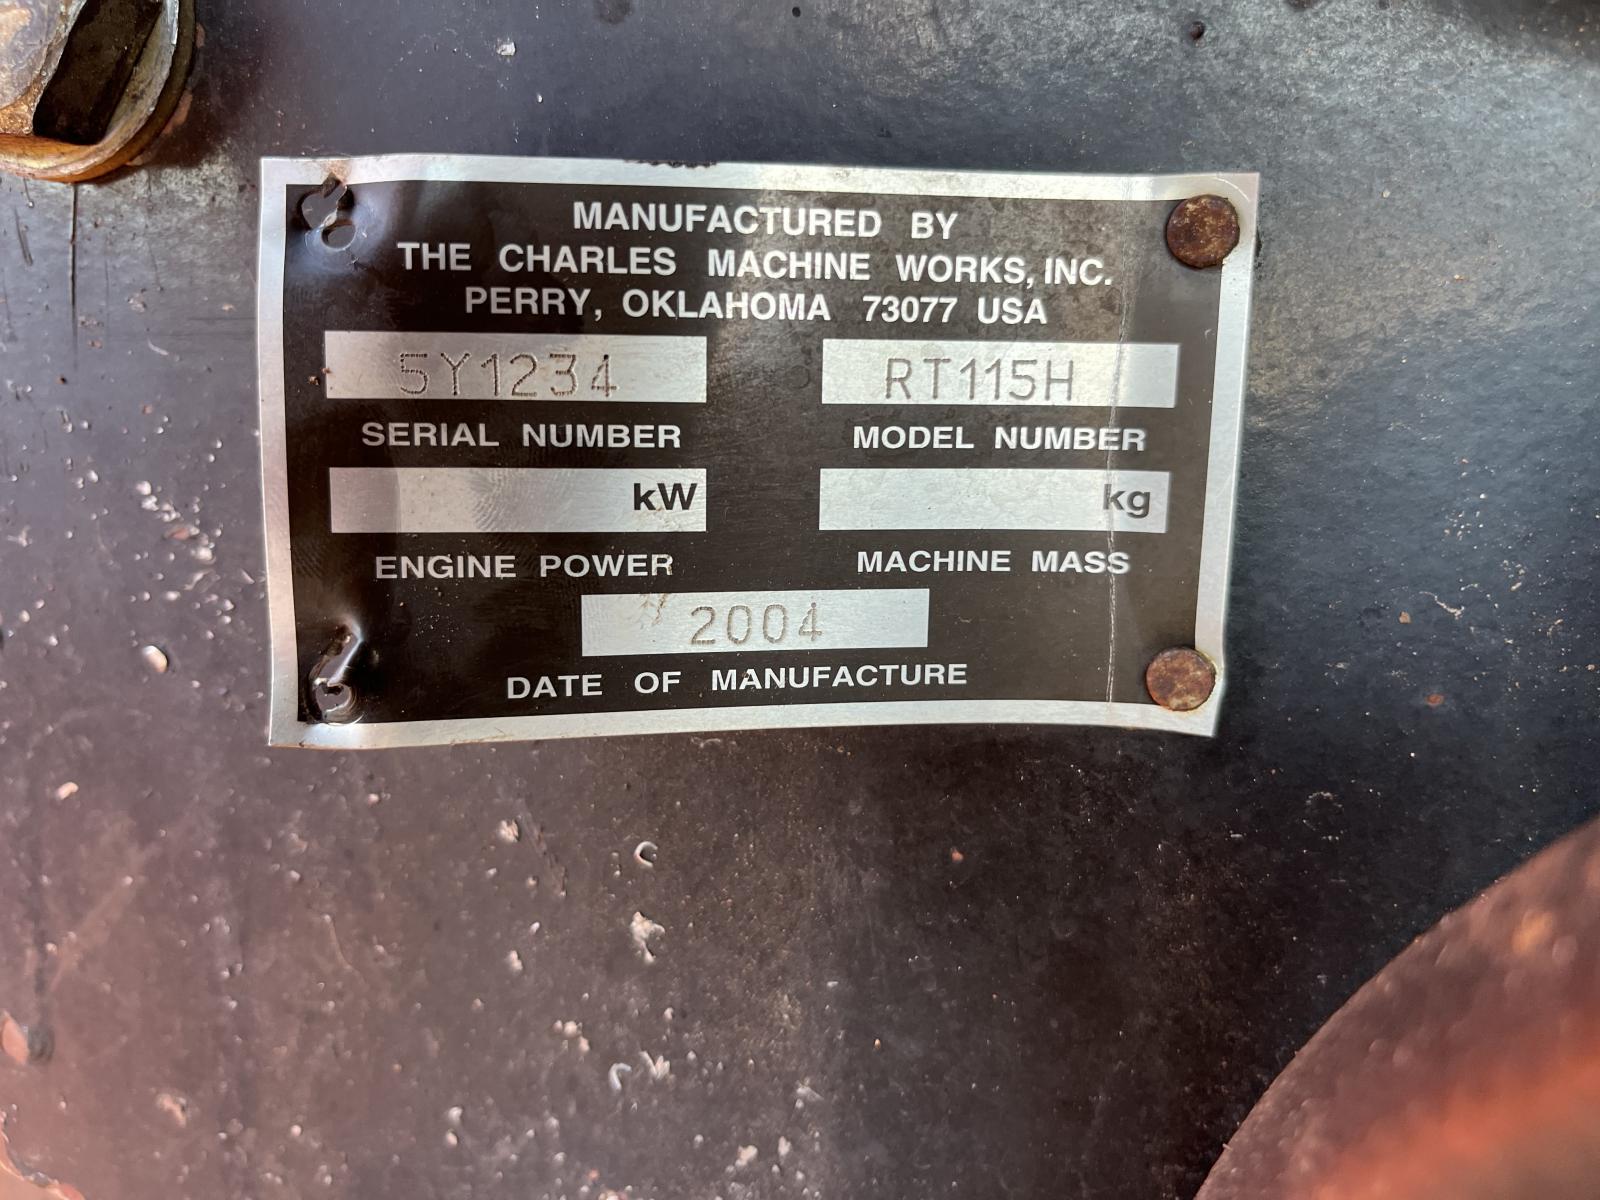 MANUFACTURED BY
THE CHARLES MACHINE WORKS, INC.
PERRY, OKLAHOMA 73077 USA
5Y1234 RT115H
SERIAL NUMBER MODEL NUMBER
kW kg
ENGINE POWER MACHINE MASS
2004
DATE OF MANUFACTURE